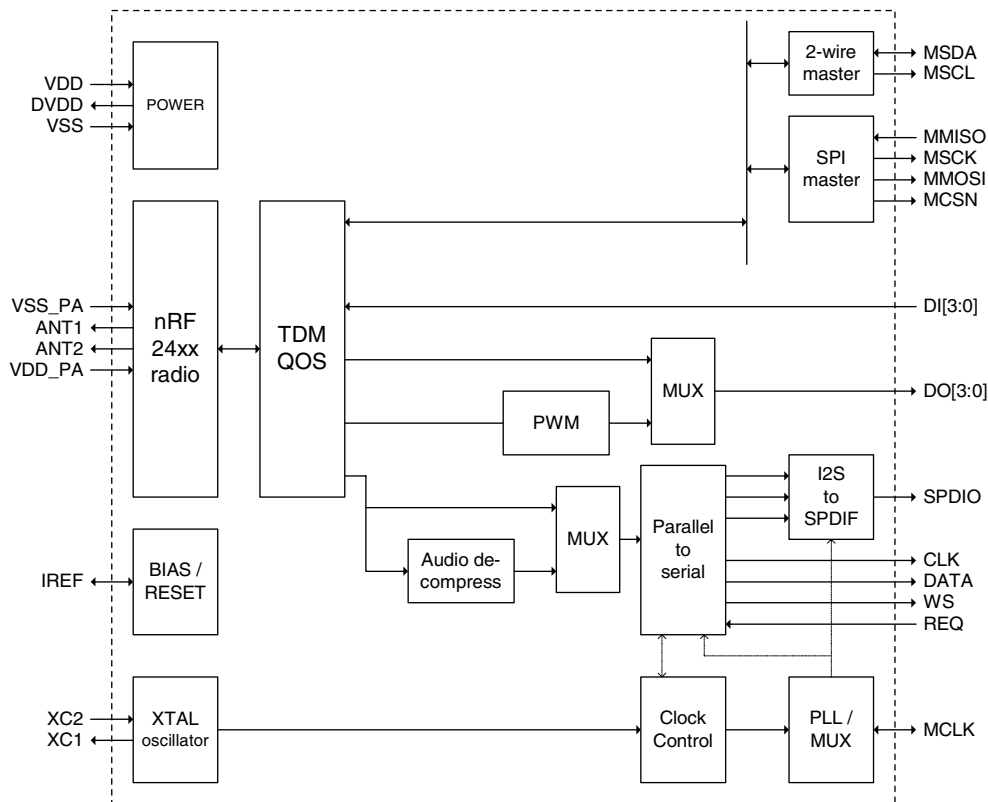 VDD
DVDD
VSS
POWER
2-wire
master
MSDA
MSCL
SPI
master
MMISO
MSCK
MMOSI
MCSN
VSS_PA
ANT1
ANT2
VDD_PA
nRF
24xx
radio
TDM
QOS
DI[3:0]
MUX
DO[3:0]
PWM
I2S
to
SPDIF
SPDIO
Parallel
to
serial
MUX
Audio de-
compress
CLK
DATA
WS
REQ
IREF
BIAS /
RESET
XC2
XC1
XTAL
oscillator
Clock
Control
PLL /
MUX
MCLK